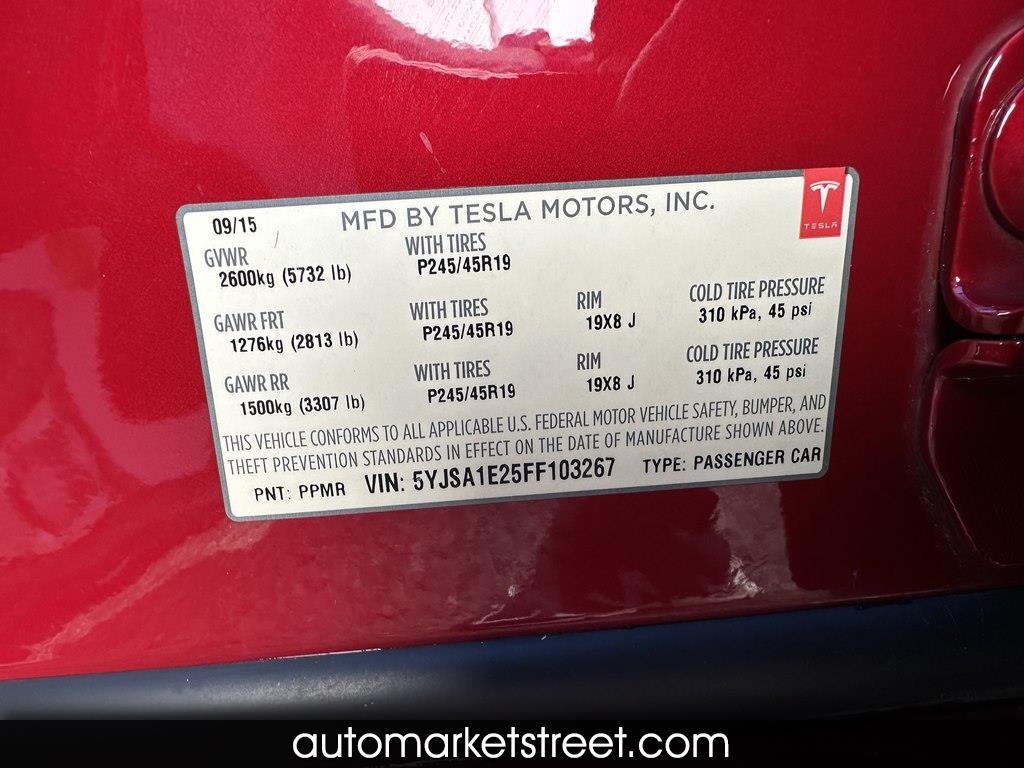 09/15 MFD BY TESLA MOTORS, INC.
TESLA
GVWR WITH TIRES
2600kg (5732 lb) P245/45R19
GAWR FRT WITH TIRES RIM COLD TIRE PRESSURE
1276kg (2813 lb) P245/45R19 19X8 J 310 kPa, 45 psi
GAWR RR WITH TIRES RIM COLD TIRE PRESSURE
1500kg (3307 lb) P245/45R19 19X8 J 310 kPa, 45 psi
THIS VEHICLE CONFORMS TO ALL APPLICABLE U.S. FEDERAL MOTOR VEHICLE SAFETY, BUMPER, AND
THEFT PREVENTION STANDARDS IN EFFECT ON THE DATE OF MANUFACTURE SHOWN ABOVE.
PNT: PPMR VIN: 5YJSA1E25FF103267 TYPE: PASSENGER CAR
automarketstreet.com